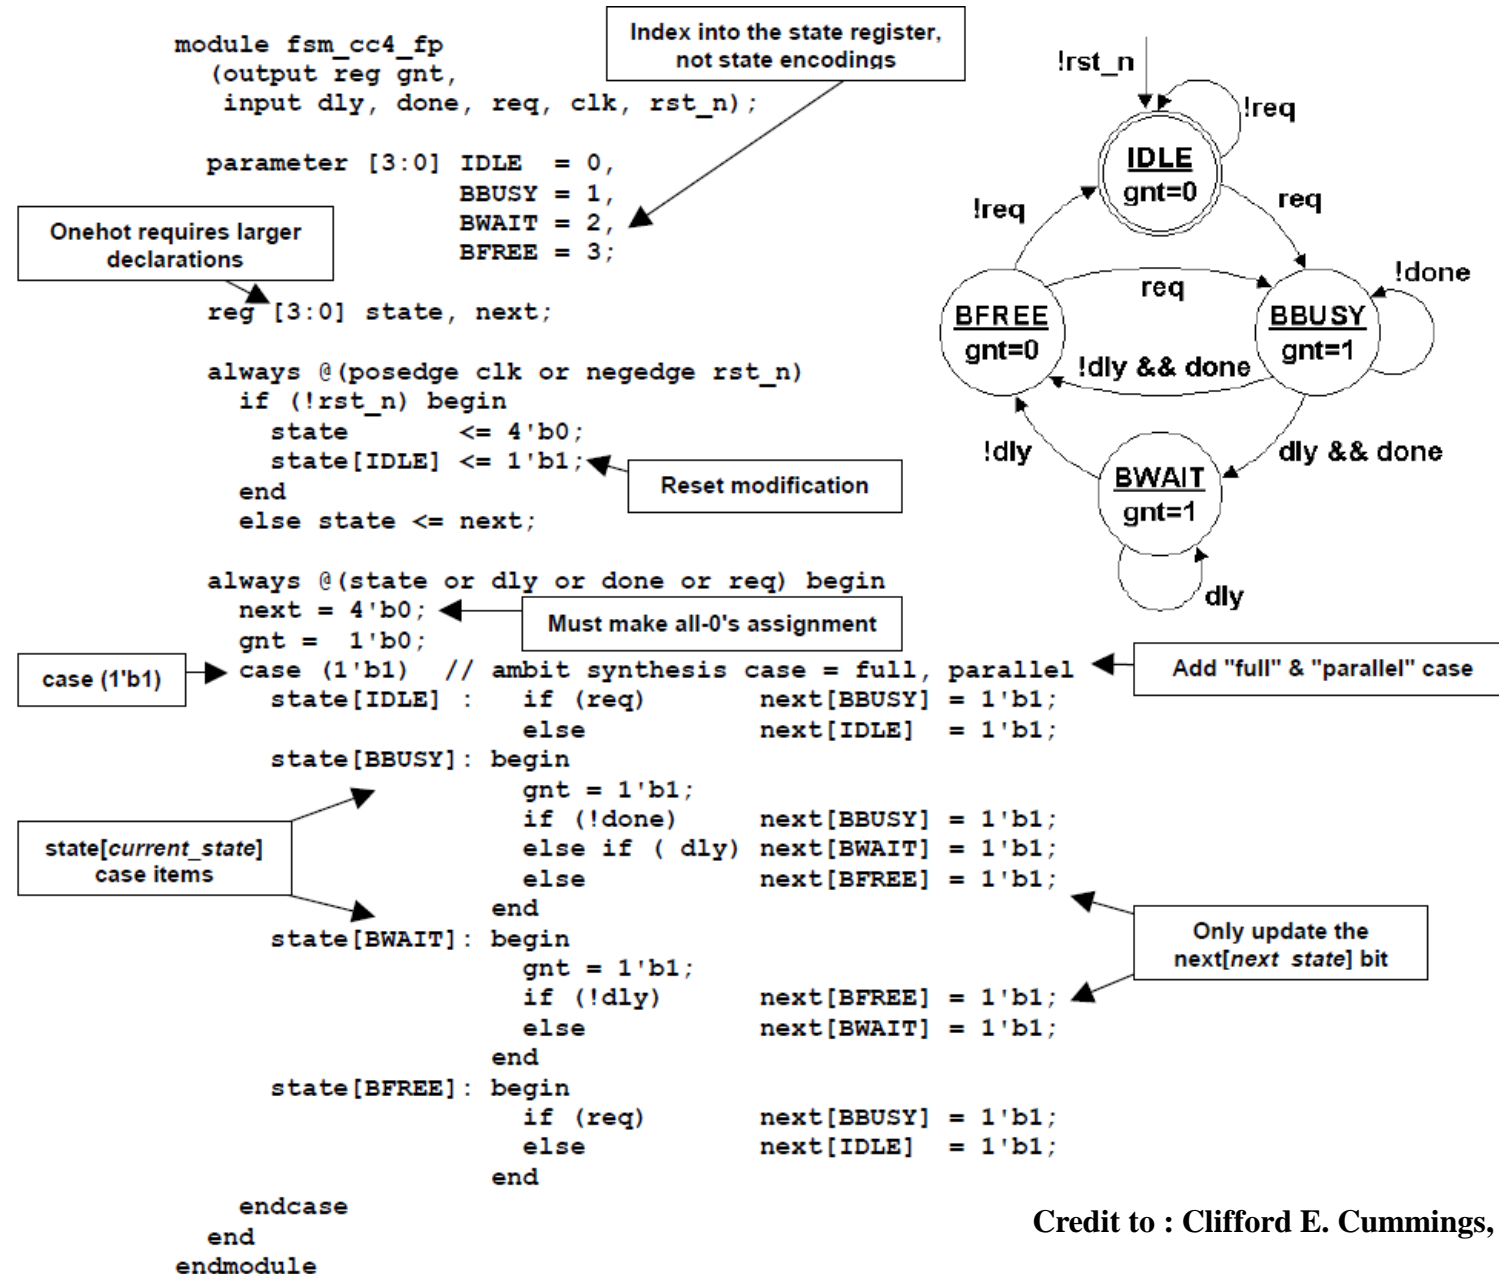 module fsm_cc4_fp
(output reg gnt,
input dly, done, req, clk, rst_n);
Index into the state register,
not state encodings
parameter [3:0] IDLE = 0,
BBUSY = 1,
BWAIT = 2,
BFREE = 3;
Onehot requires larger
declarations
reg [3:0] state, next;
always @(posedge clk or negedge rst_n)
if (!rst_n) begin
state <= 4'b0;
state[IDLE] <= 1'b1;
end
else state <= next;
Reset modification
always @(state or dly or done or req) begin
next = 4'b0;
gnt = 1'b0;
Must make all-0's assignment
case (1'b1)
case (1'b1) // ambit synthesis case = full, parallel
Add "full" & "parallel" case
state[IDLE] : if (req) next[BBUSY] = 1'b1;
else next[IDLE] = 1'b1;
state[BBUSY]: begin
gnt = 1'b1;
if (!done) next[BBUSY] = 1'b1;
else if ( dly) next[BWAIT] = 1'b1;
else next[BFREE] = 1'b1;
end
state[current_state]
case items
state[BWAIT]: begin
gnt = 1'b1;
if (!dly) next[BFREE] = 1'b1;
else next[BWAIT] = 1'b1;
end
Only update the
next[next_state] bit
state[BFREE]: begin
if (req) next[BBUSY] = 1'b1;
else next[IDLE] = 1'b1;
end
endcase
end
endmodule
!rst_n
!req
IDLE
gnt=0
!req
req
!done
req
BFREE
gnt=0
BBUSY
gnt=1
!dly && done
!dly
dly && done
BWAIT
gnt=1
dly
Credit to : Clifford E. Cummings,